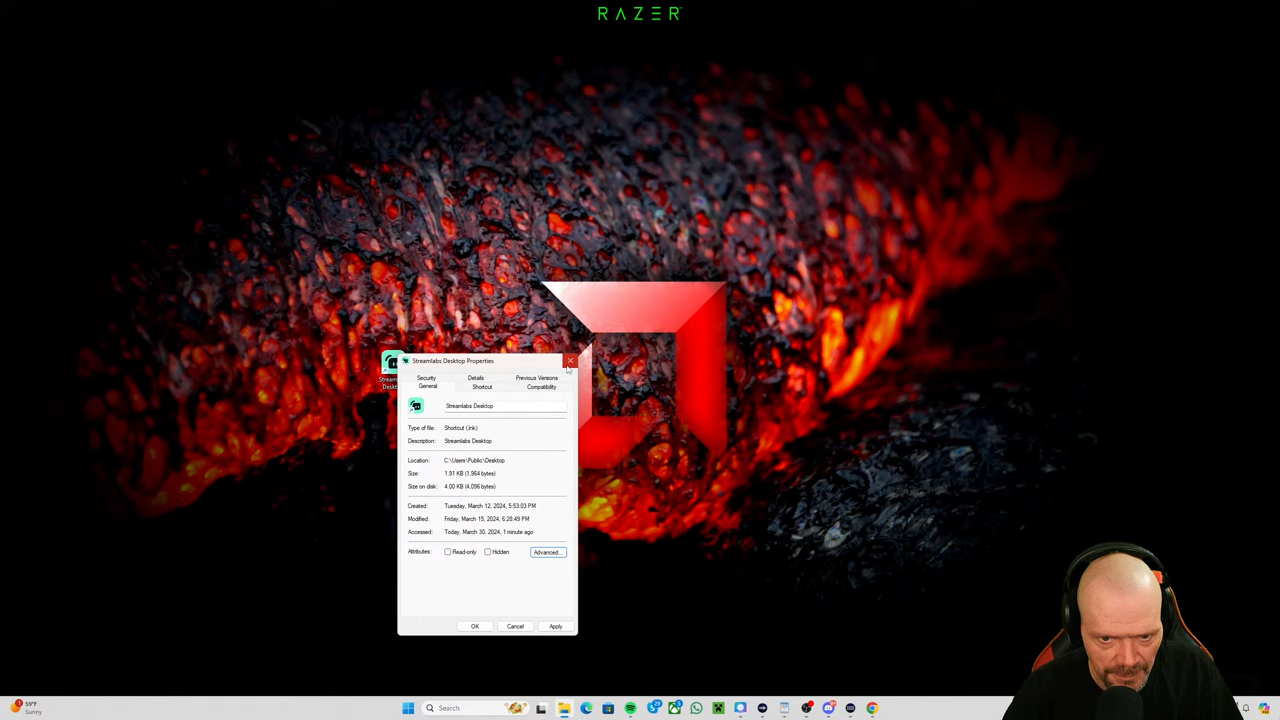 RAZER
Streamlabs Desktop Properties
Security
Details
Previous Versions
General
Shortcut
Compatibility
Streamlabs Desktop
Type of file: Shortcut (.lnk)
Description: Streamlabs Desktop
Location: C:\Users\Public\Desktop
Size: 1.91 KB (1,964 bytes)
Size on disk: 4.00 KB (4,096 bytes)
Created: Tuesday, March 12, 2024, 5:53:03 PM
Modified: Friday, March 15, 2024, 6:28:49 PM
Accessed: Today, March 30, 2024, 1 minute ago
Attributes: Read-only Hidden Advanced...
OK Cancel Apply
59°F
Sunny
Search